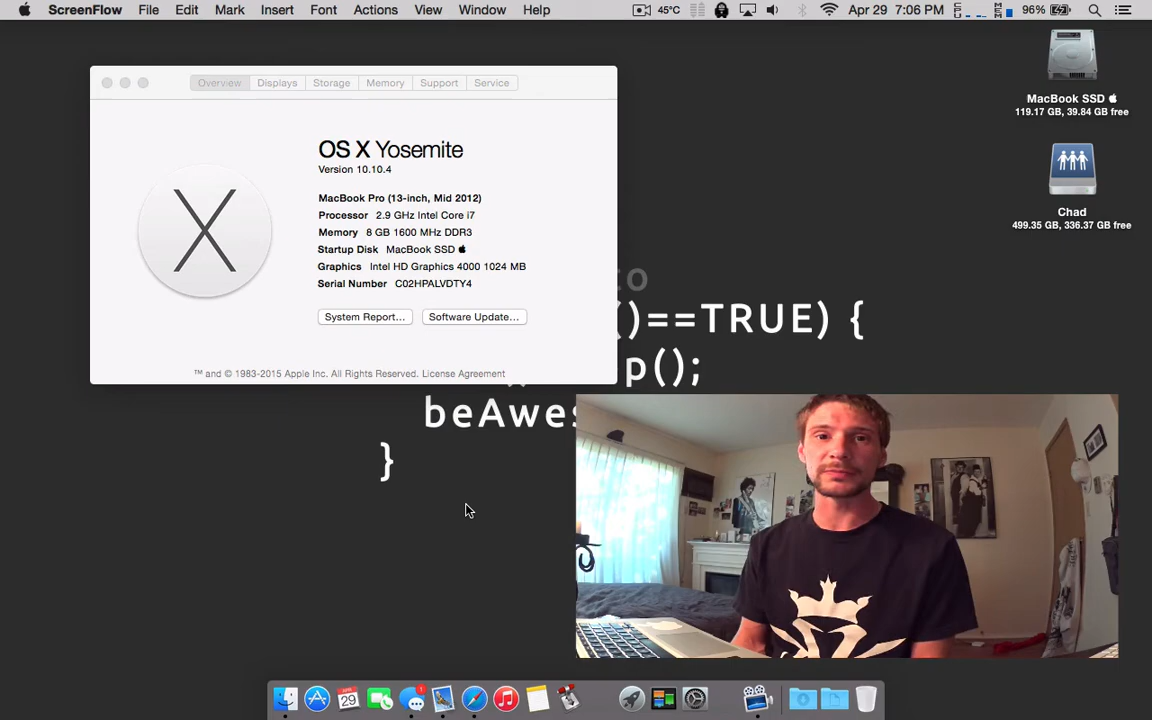 ScreenFlow File Edit Mark Insert Font Actions View Window Help 45°C Apr 29 7:06 PM CPU MEM 96%
Overview Displays Storage Memory Support Service
OS X Yosemite
Version 10.10.4
MacBook Pro (13-inch, Mid 2012)
Processor 2.9 GHz Intel Core i7
Memory 8 GB 1600 MHz DDR3
Startup Disk MacBook SSD
Graphics Intel HD Graphics 4000 1024 MB
Serial Number C02HPALVDTY4
System Report... Software Update...
™ and © 1983-2015 Apple Inc. All Rights Reserved. License Agreement
MacBook SSD
119.17 GB, 39.84 GB free
Chad
499.35 GB, 336.37 GB free
to
()==TRUE) {
p();
beAwes
}
1
29